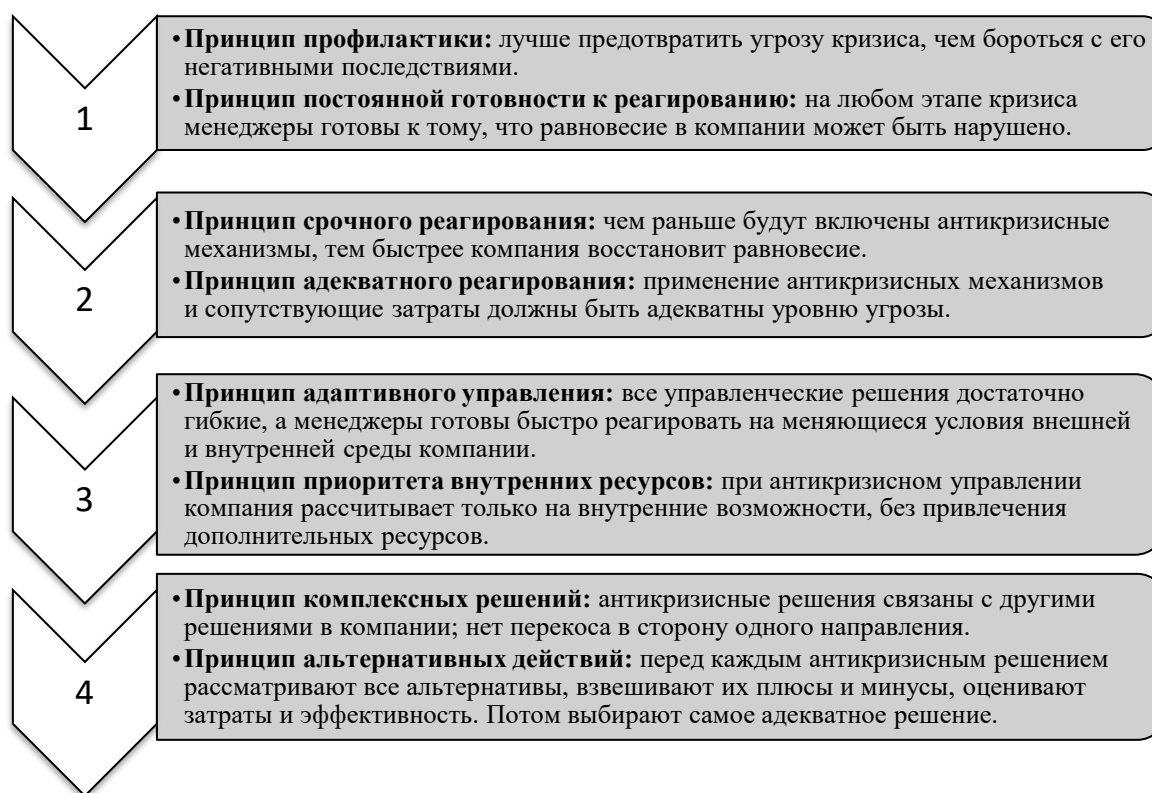 1
•Принцип профилактики: лучше предотвратить угрозу кризиса, чем бороться с его
негативными последствиями.
•Принцип постоянной готовности к реагированию: на любом этапе кризиса
менеджеры готовы к тому, что равновесие в компании может быть нарушено.
2
•Принцип срочного реагирования: чем раньше будут включены антикризисные
механизмы, тем быстрее компания восстановит равновесие.
•Принцип адекватного реагирования: применение антикризисных механизмов
и сопутствующие затраты должны быть адекватны уровню угрозы.
3
•Принцип адаптивного управления: все управленческие решения достаточно
гибкие, а менеджеры готовы быстро реагировать на меняющиеся условия внешней
и внутренней среды компании.
•Принцип приоритета внутренних ресурсов: при антикризисном управлении
компания рассчитывает только на внутренние возможности, без привлечения
дополнительных ресурсов.
4
•Принцип комплексных решений: антикризисные решения связаны с другими
решениями в компании; нет перекоса в сторону одного направления.
•Принцип альтернативных действий: перед каждым антикризисным решением
рассматривают все альтернативы, взвешивают их плюсы и минусы, оценивают
затраты и эффективность. Потом выбирают самое адекватное решение.